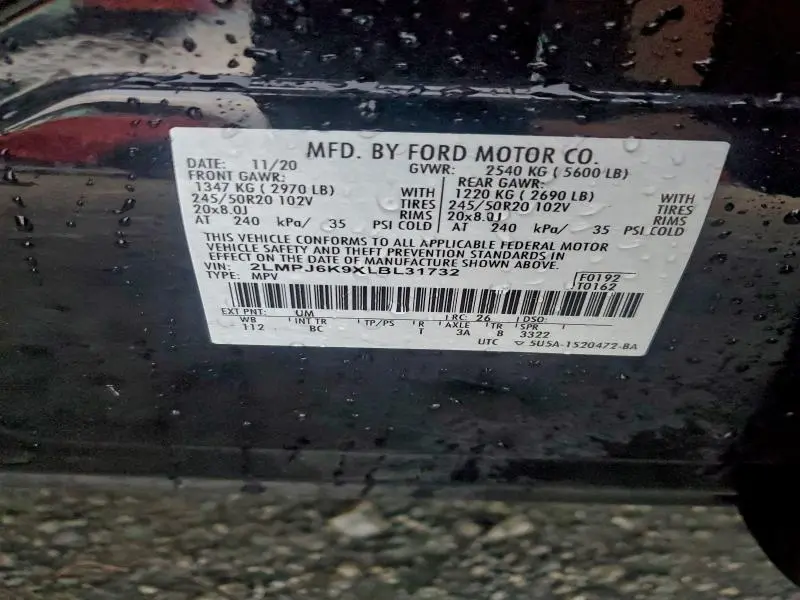 MFD. BY FORD MOTOR CO.
DATE: 11/20 GVWR: 2540 KG ( 5600 LB)
FRONT GAWR: REAR GAWR:
1347 KG ( 2970 LB) WITH 1220 KG ( 2690 LB) WITH
245/50R20 102V TIRES 245/50R20 102V TIRES
20x8.0J RIMS 20x8.0J RIMS
AT 240 kPa/ 35 PSI COLD AT 240 kPa/ 35 PSI COLD
THIS VEHICLE CONFORMS TO ALL APPLICABLE FEDERAL MOTOR
VEHICLE SAFETY AND THEFT PREVENTION STANDARDS IN
EFFECT ON THE DATE OF MANUFACTURE SHOWN ABOVE.
VIN: 2LMPJ6K9XLBL31732 F0192
TYPE: MPV T0162
EXT PNT: UM RC: 26 DSO:
WB INT TR TP/PS R AXLE TR SPR
112 BC T 3A 8 3322
UTC ▽ 5U5A-1520472-BA